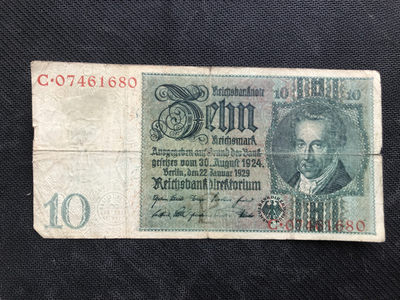 C·07461680
Reichsbanknote
10 10
Zehn
Reichsmark
Ausgegeben auf Grund des Bank
gesetzes vom 30. August 1924
Berlin, den 22. Januar 1929
Reichsbankdirektorium
10
C·07461680